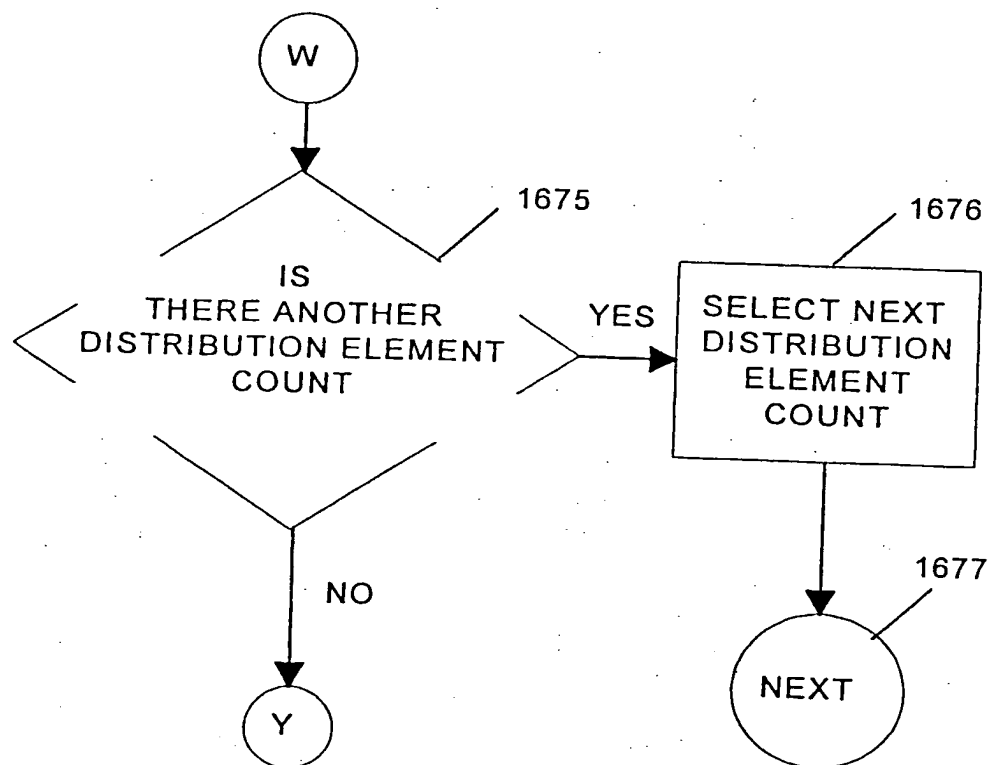 W
1675
1676
IS
THERE ANOTHER
DISTRIBUTION ELEMENT
COUNT
YES
SELECT NEXT
DISTRIBUTION
ELEMENT
COUNT
NO
1677
NEXT
Y